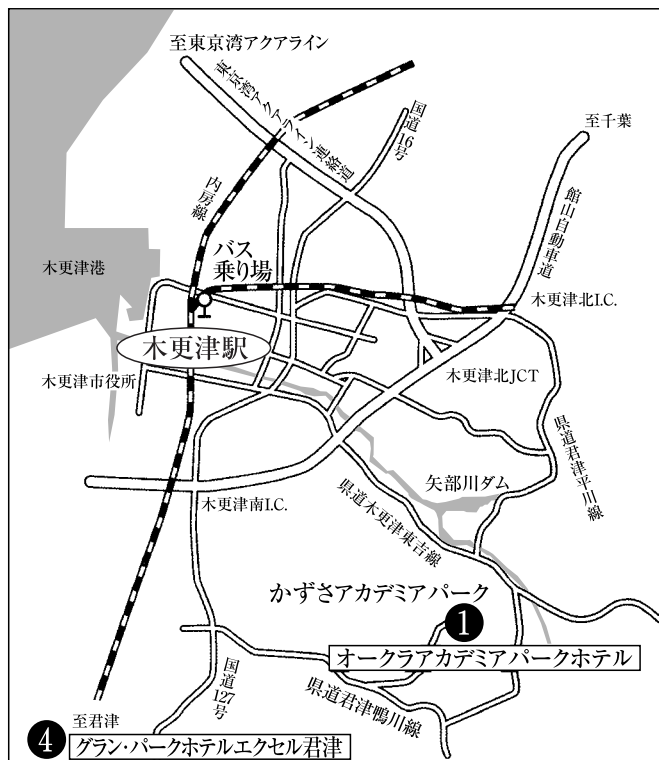 至東京湾アクアライン
東京湾アクアライン連絡道
国道16号
至千葉
館山自動車道
内房線
バス
乗り場
木更津港
木更津北I.C.
木更津駅
木更津市役所
木更津北JCT
県道君津平川線
矢部川ダム
木更津南I.C.
県道木更津東吉線
かずさアカデミアパーク
1
オークラアカデミアパークホテル
国道127号
県道君津鴨川線
至君津
4
グラン・パークホテルエクセル君津